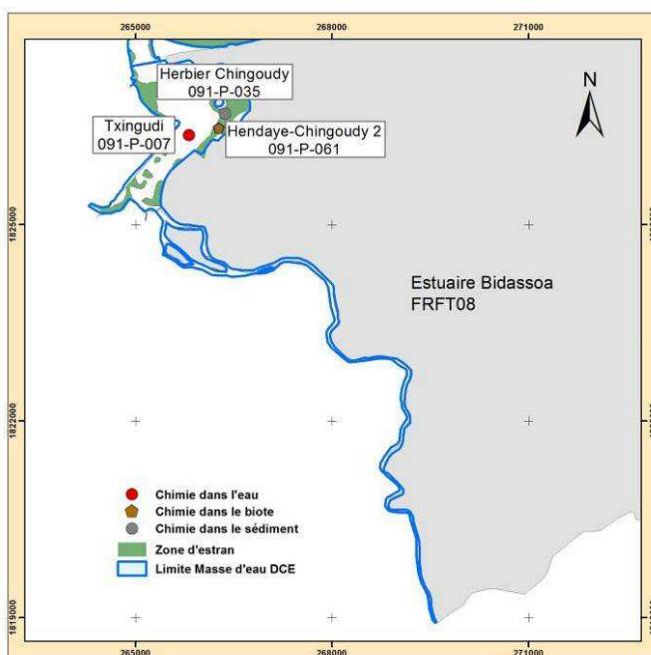 265000 268000 271000
Herbier Chingoudy
091-P-035
Txingudi
091-P-007
Hendaye-Chingoudy 2
091-P-061
N
1825000
Estuaire Bidassoa
FRFT08
1822000 1822000
Chimie dans l'eau
Chimie dans le biote
Chimie dans le sédiment
Zone d'estran
Limite Masse d'eau DCE
1819000
265000 268000 271000